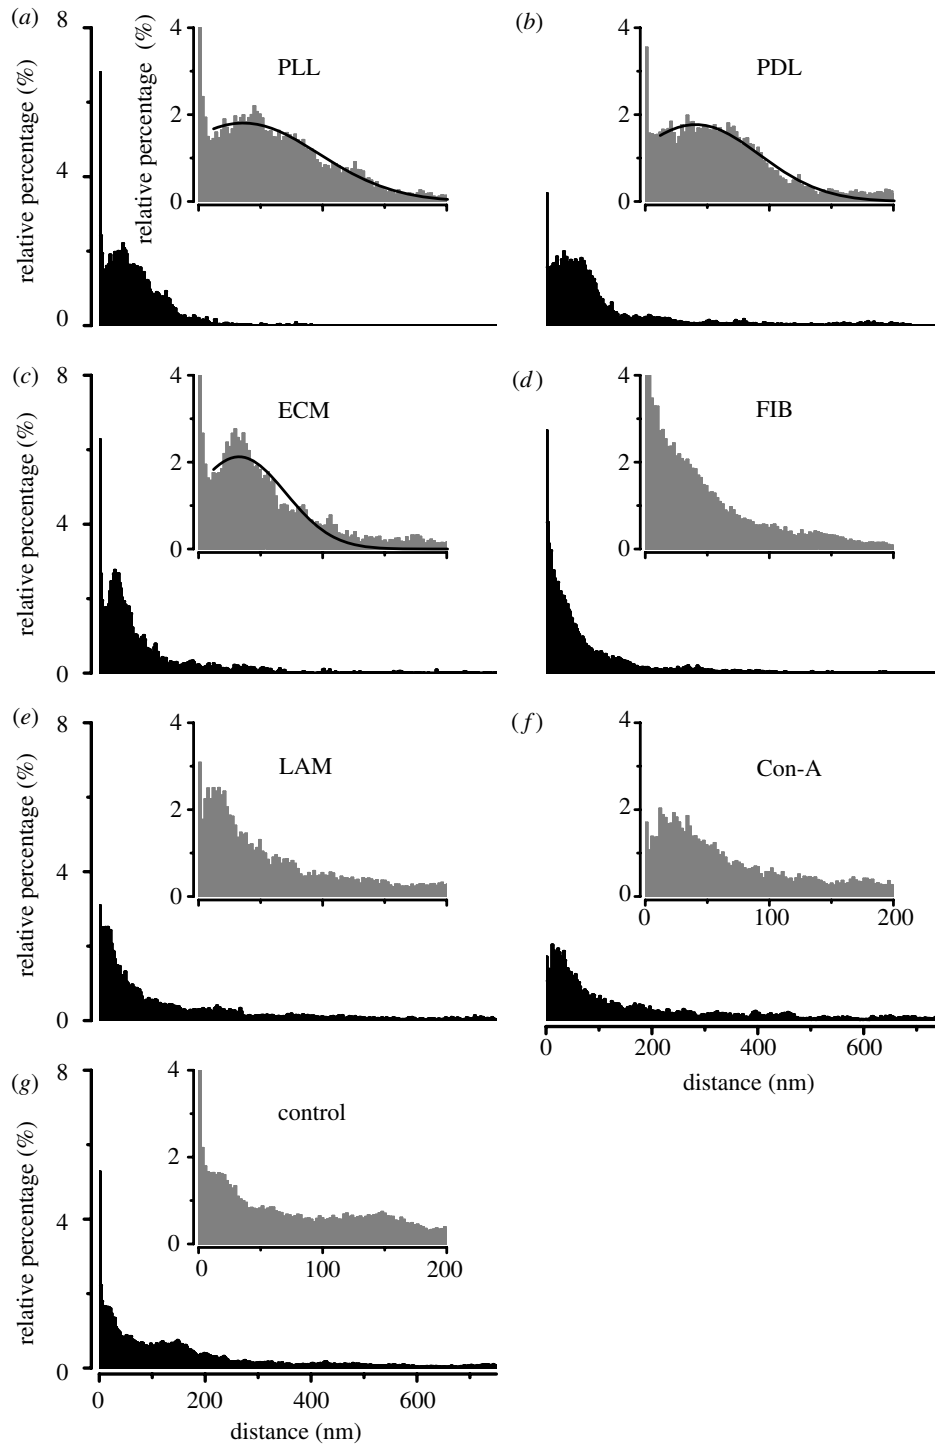 (a)
8
4
0
relative percentage (%)
4
2
0
relative percentage (%)
PLL
(b)
4
2
0
PDL
(c)
8
4
0
relative percentage (%)
4
2
0
ECM
(d)
4
2
0
FIB
(e)
8
4
0
relative percentage (%)
4
2
0
LAM
(f)
4
2
0
Con-A
0 100 200
0 200 400 600
distance (nm)
(g)
8
4
0
relative percentage (%)
4
2
0
control
0 100 200
0 200 400 600
distance (nm)